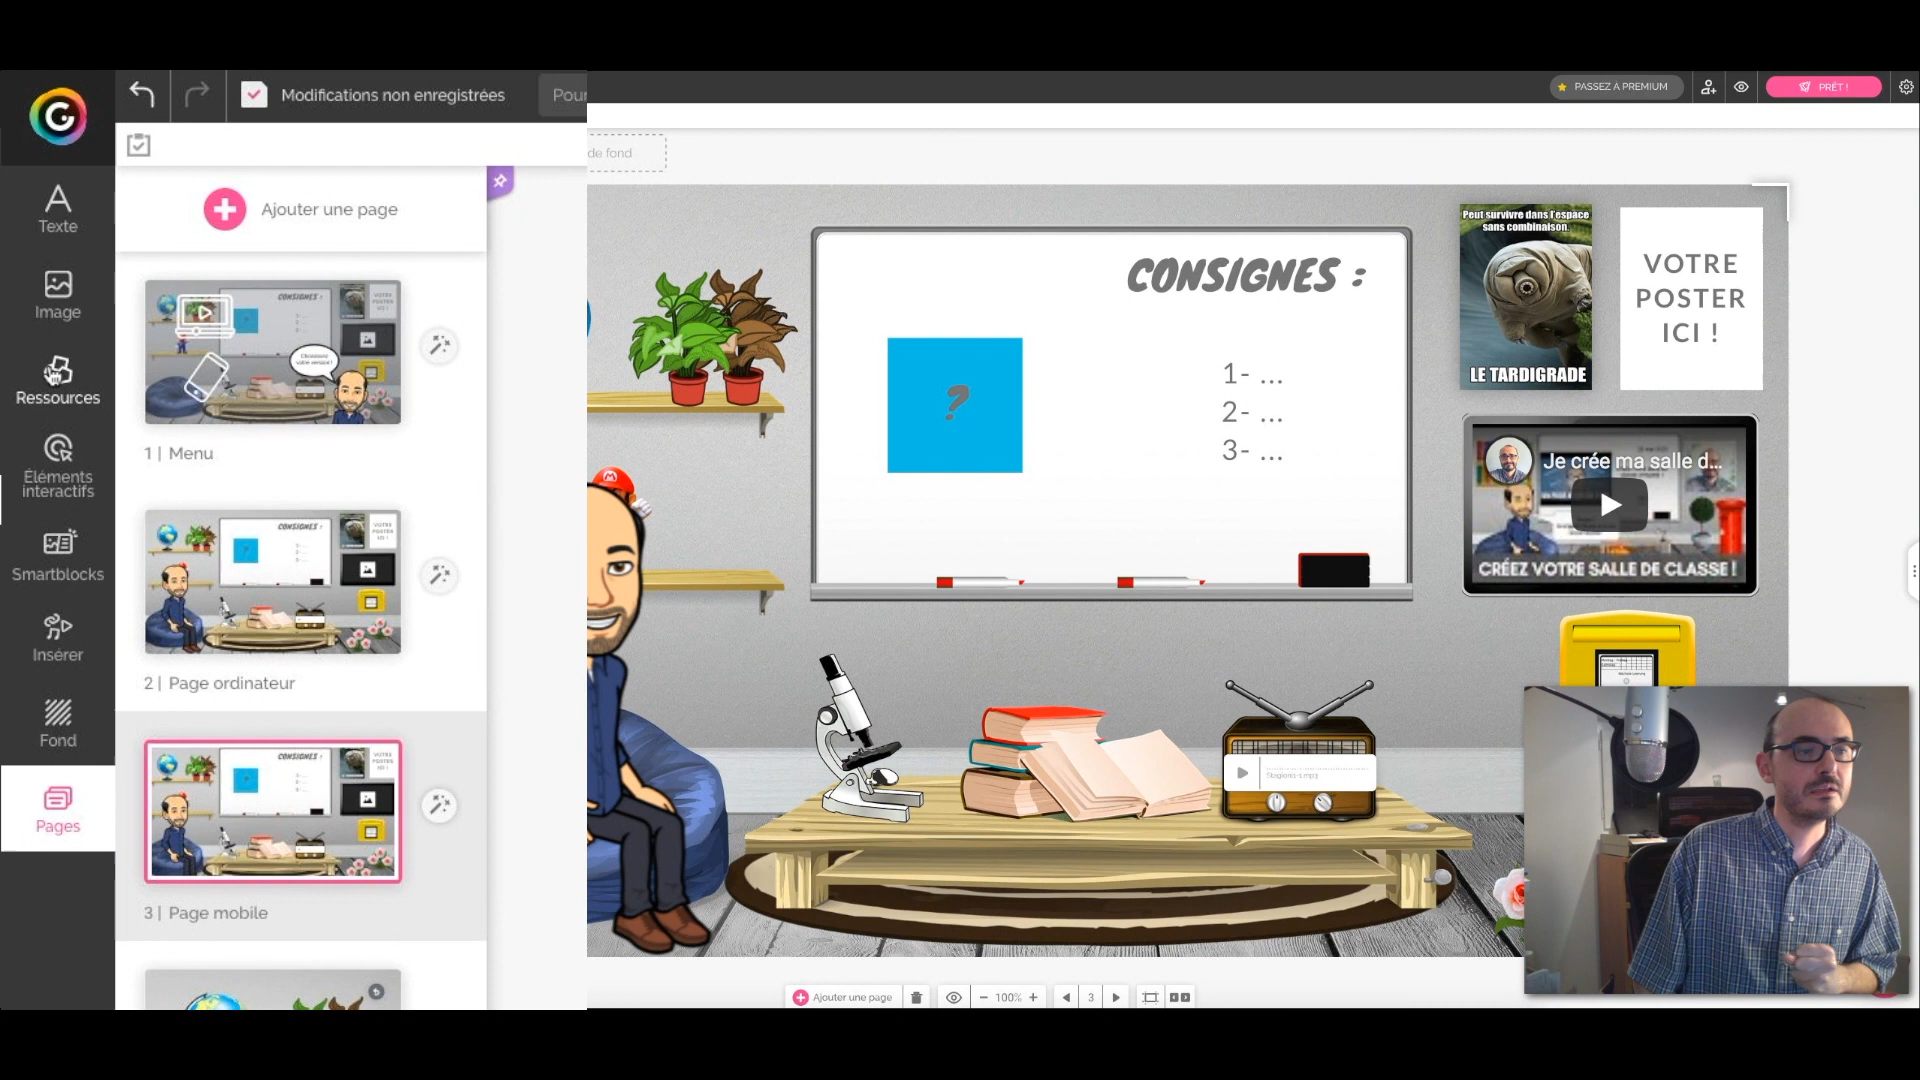 Modifications non enregistrées
Pour
PASSEZ À PREMIUM
PRÊT !
Texte
Image
Ressources
Éléments
interactifs
Smartblocks
Insérer
Fond
Pages
Ajouter une page
CONSIGNES :
1 | Menu
CONSIGNES :
2 | Page ordinateur
CONSIGNES :
3 | Page mobile
de fond
CONSIGNES :
?
1- ...
2- ...
3- ...
Peut survivre dans l'espace
sans combinaison.
LE TARDIGRADE
VOTRE
POSTER
ICI !
Je crée ma salle d...
CRÉEZ VOTRE SALLE DE CLASSE !
M
Ajouter une page
100%
3